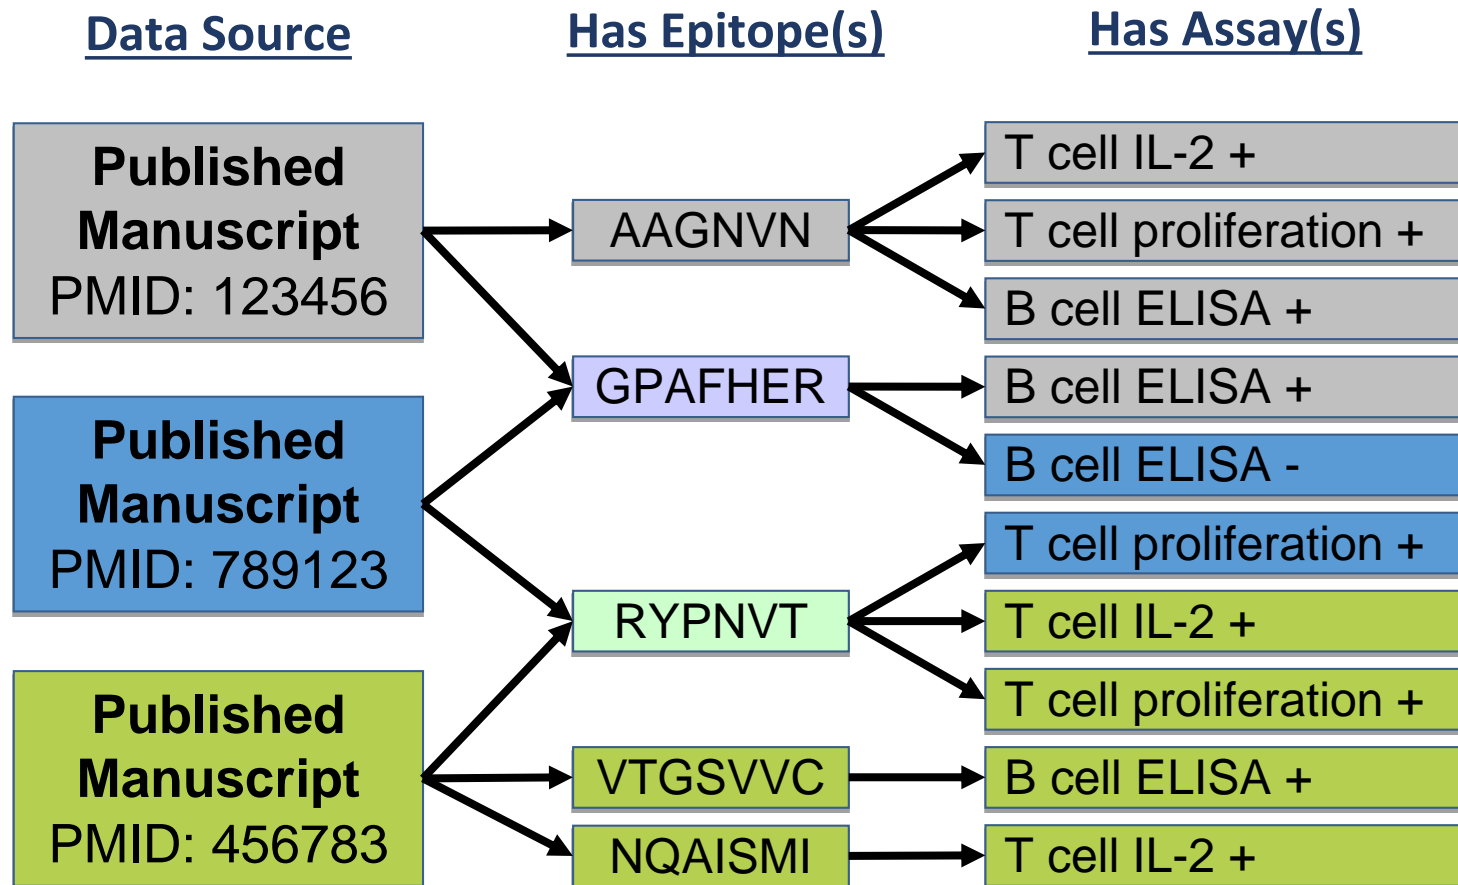 Data Source
Has Epitope(s)
Has Assay(s)
Published
Manuscript
PMID: 123456
Published
Manuscript
PMID: 789123
Published
Manuscript
PMID: 456783
AAGNVN
GPAFHER
RYPNVT
VTGSVVC
NQAISMI
T cell IL-2 +
T cell proliferation +
B cell ELISA +
B cell ELISA +
B cell ELISA -
T cell proliferation +
T cell IL-2 +
T cell proliferation +
B cell ELISA +
T cell IL-2 +